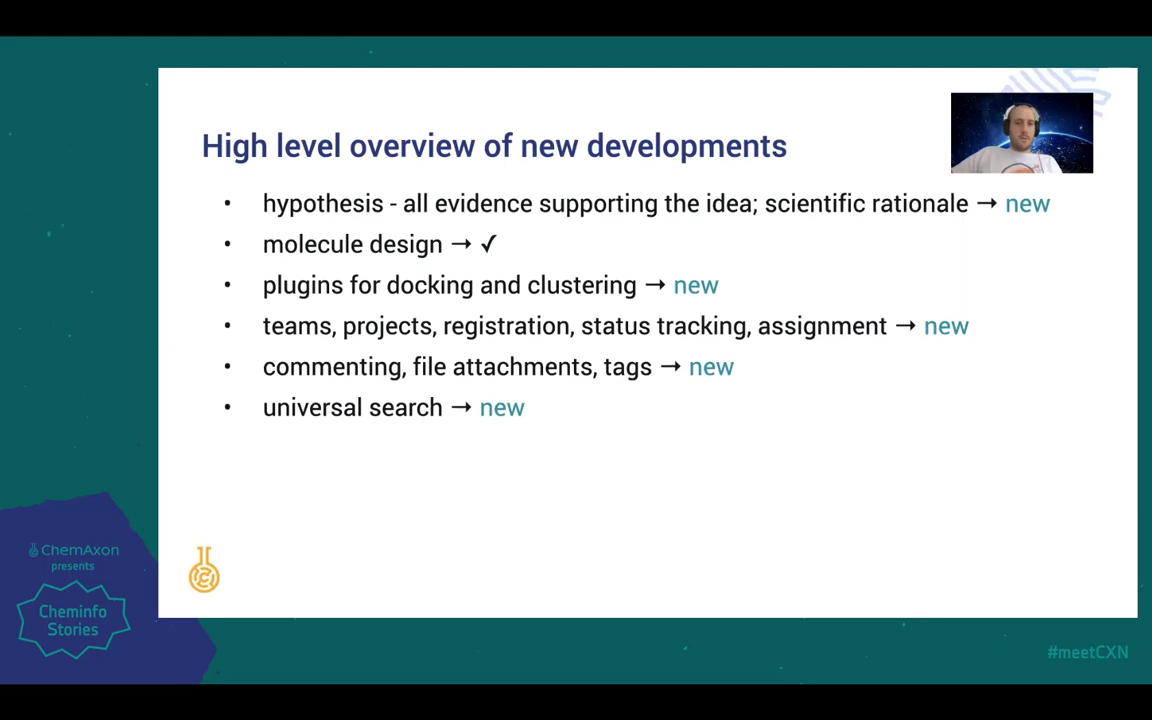 High level overview of new developments
• hypothesis - all evidence supporting the idea; scientific rationale → new
• molecule design → ✓
• plugins for docking and clustering → new
• teams, projects, registration, status tracking, assignment → new
• commenting, file attachments, tags → new
• universal search → new
ChemAxon
presents
Cheminfo
Stories
#meetCXN